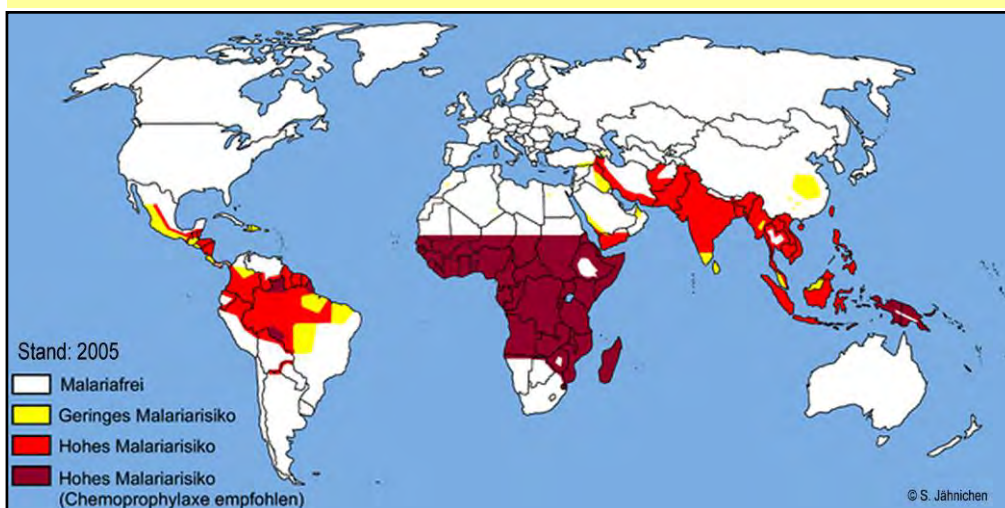 Stand: 2005
Malariafrei
Geringes Malariarisiko
Hohes Malariarisiko
Hohes Malariarisiko
(Chemoprophylaxe empfohlen)
© S. Jähnichen